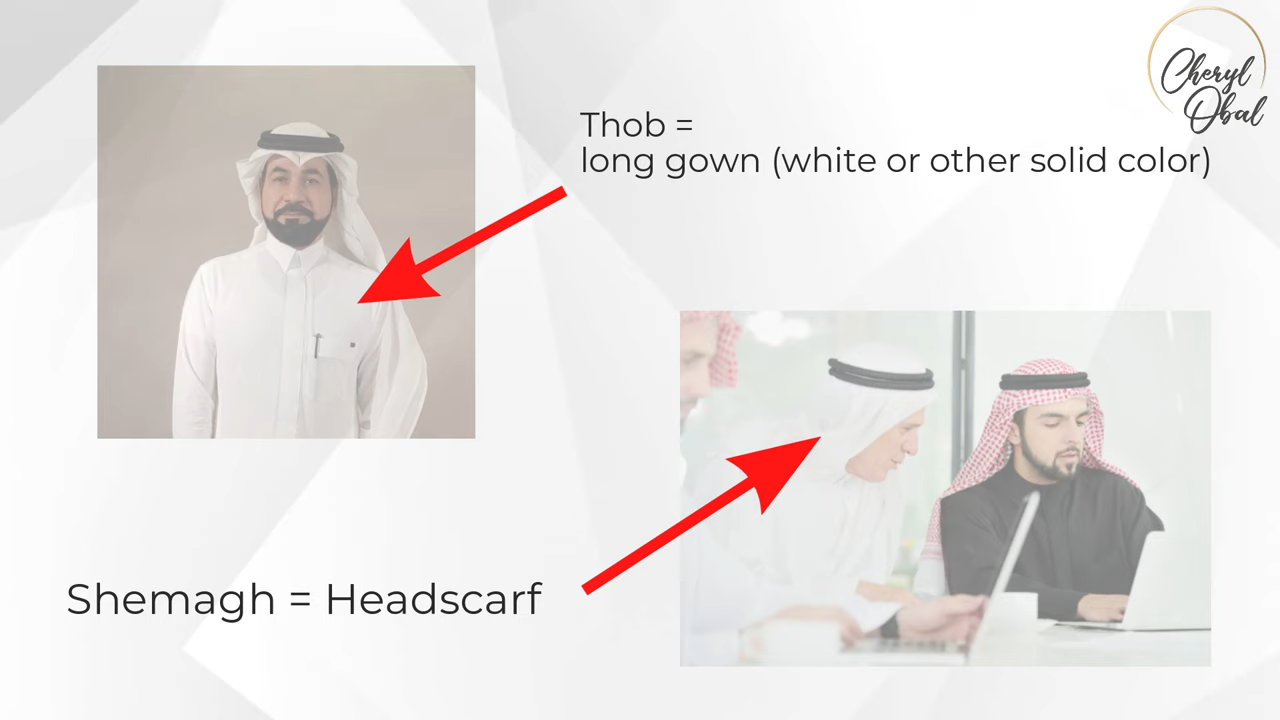 Cheryl
Obal
Thob =
long gown (white or other solid color)
Shemagh = Headscarf